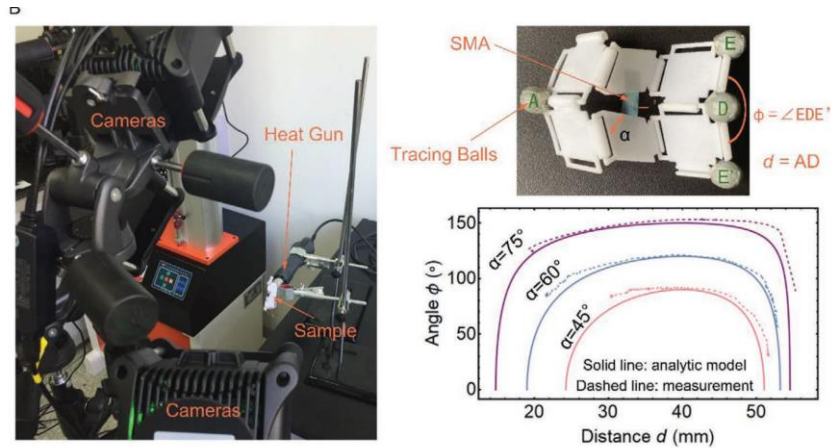 Cameras
Heat Gun
Sample
Cameras
SMA
A
α
Tracing Balls
E
D
E'
ϕ = ∠EDE'
d = AD
Angle ϕ (°)
150
100
50
0
α=75°
α=60°
α=45°
Solid line: analytic model
Dashed line: measurement
20 30 40 50
Distance d (mm)